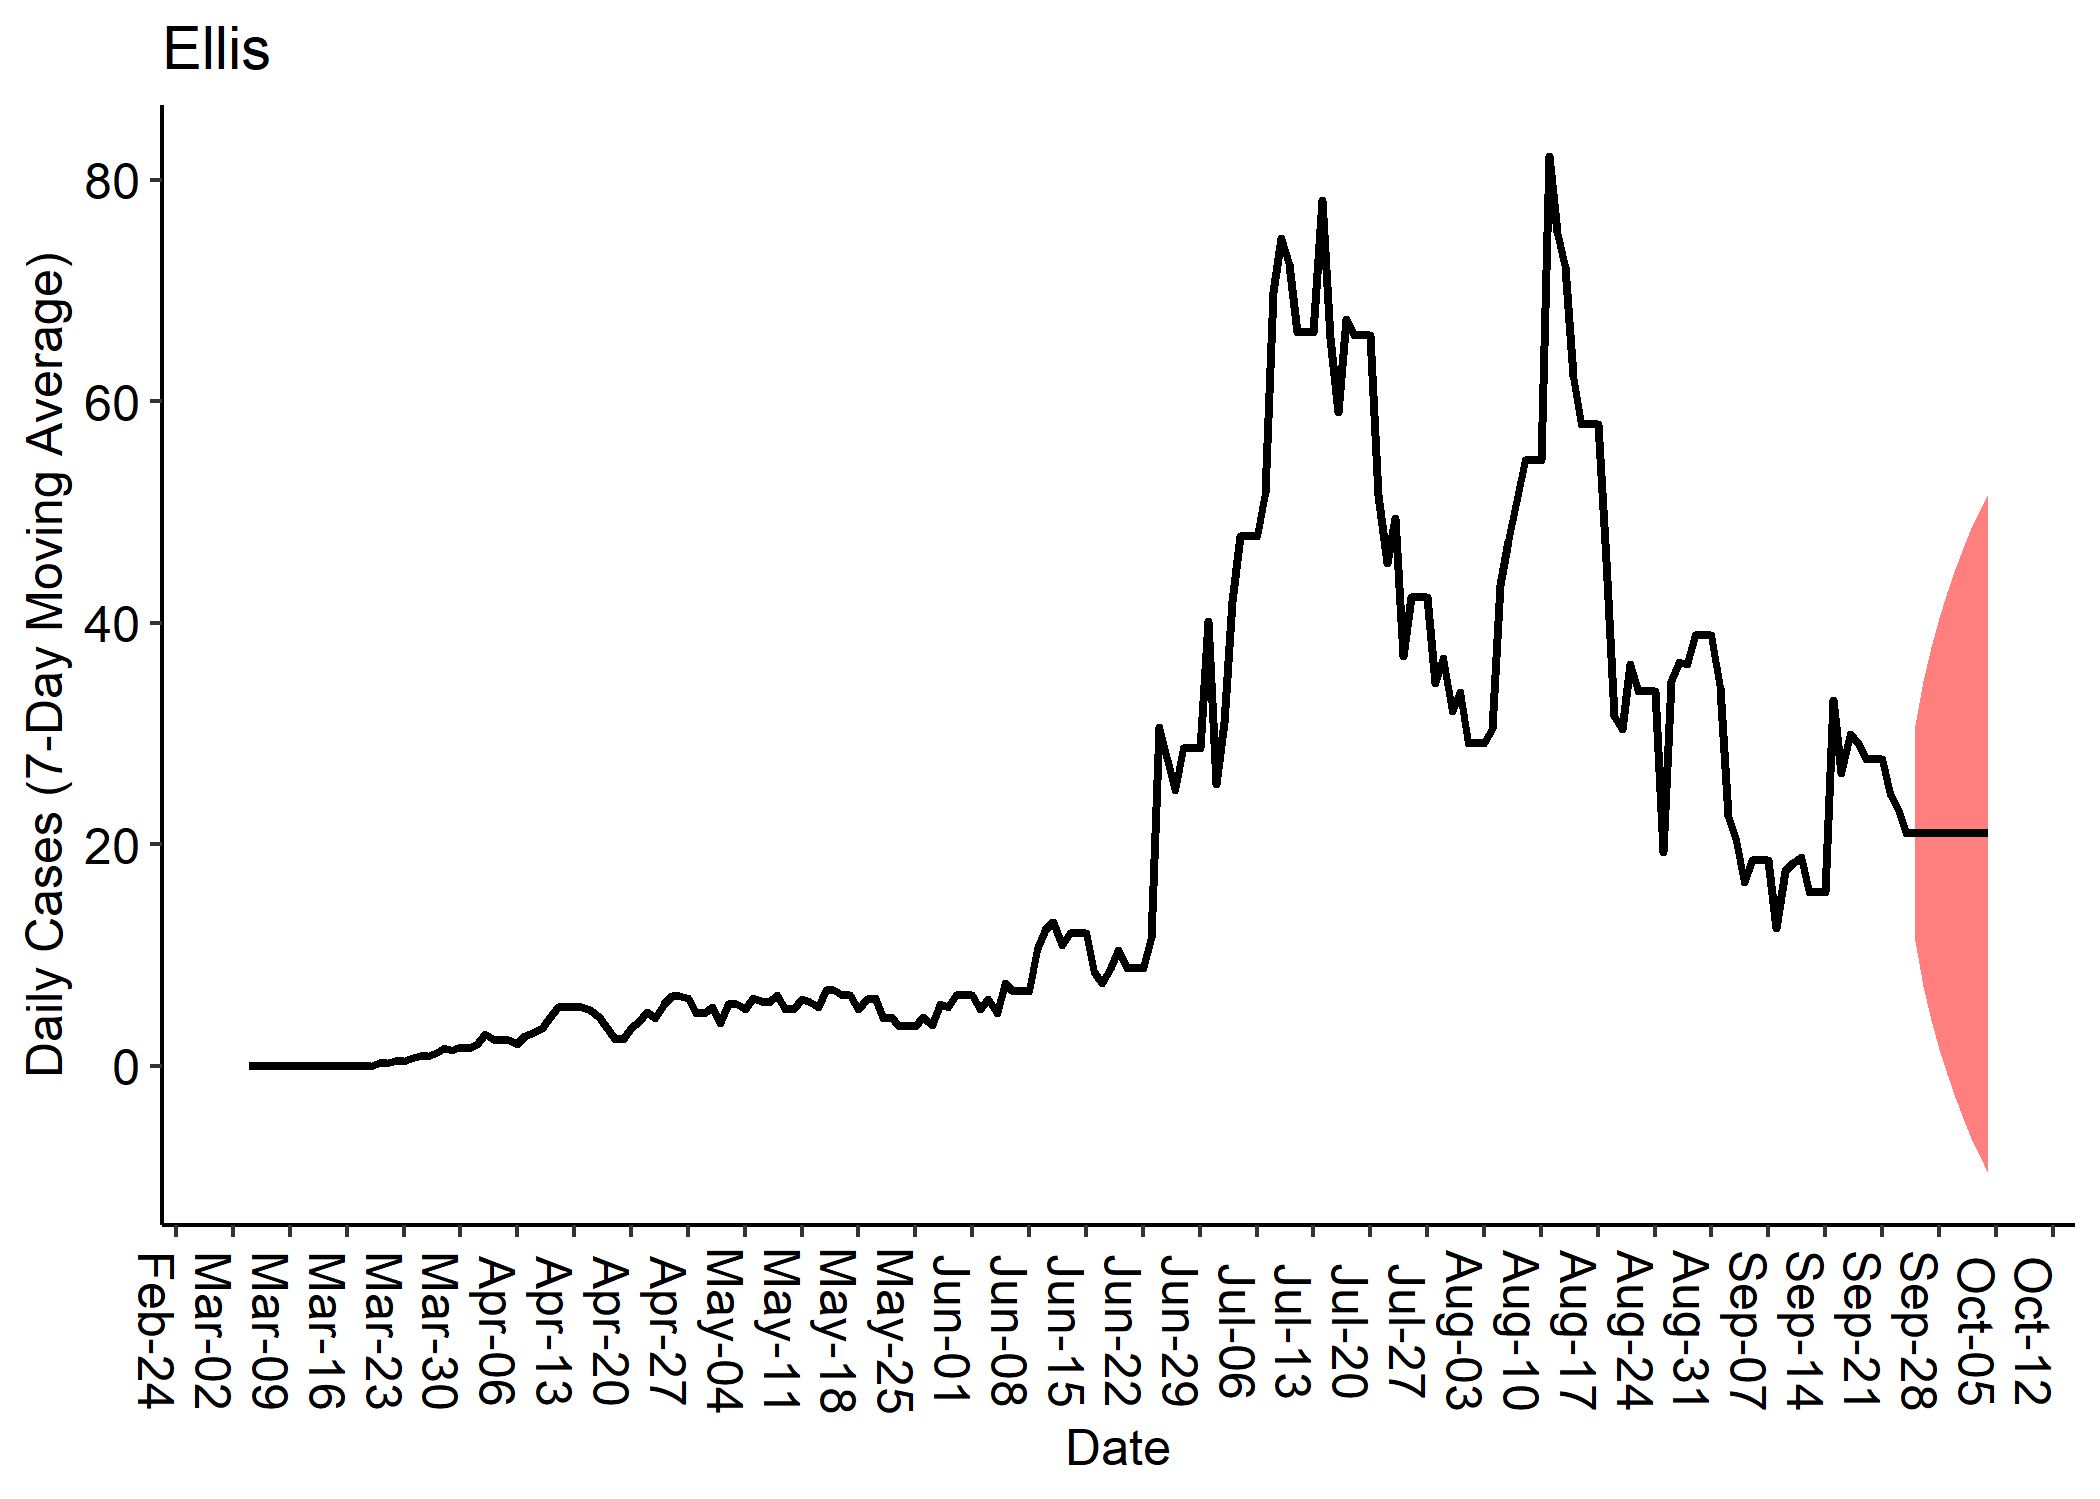 Ellis
Daily Cases (7-Day Moving Average)
80
60
40
20
0
Feb-24
Mar-02
Mar-09
Mar-16
Mar-23
Mar-30
Apr-06
Apr-13
Apr-20
Apr-27
May-04
May-11
May-18
May-25
Jun-01
Jun-08
Jun-15
Jun-22
Jun-29
Jul-06
Jul-13
Jul-20
Jul-27
Aug-03
Aug-10
Aug-17
Aug-24
Aug-31
Sep-07
Sep-14
Sep-21
Sep-28
Oct-05
Oct-12
Date